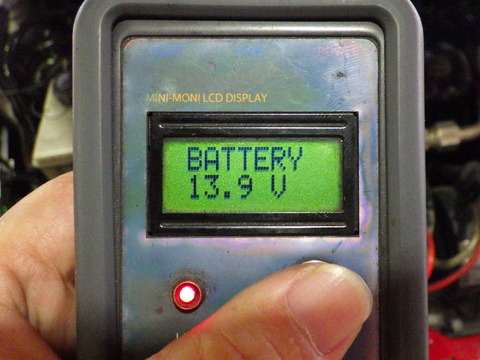 MINI-MONI LCD DISPLAY
BATTERY
13.9 V